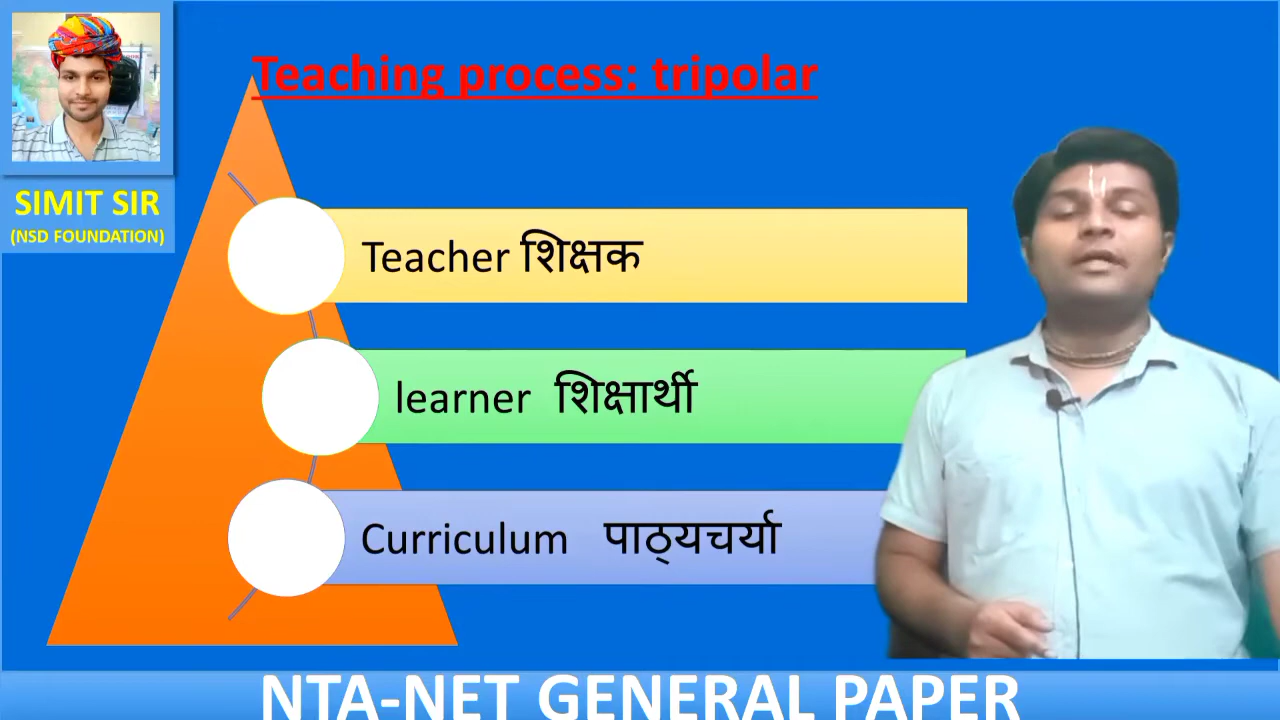 Teaching process: tripolar
SIMIT SIR
(NSD FOUNDATION)
Teacher शिक्षक
learner शिक्षार्थी
Curriculum पाठ्यचर्या
NTA-NET GENERAL PAPER